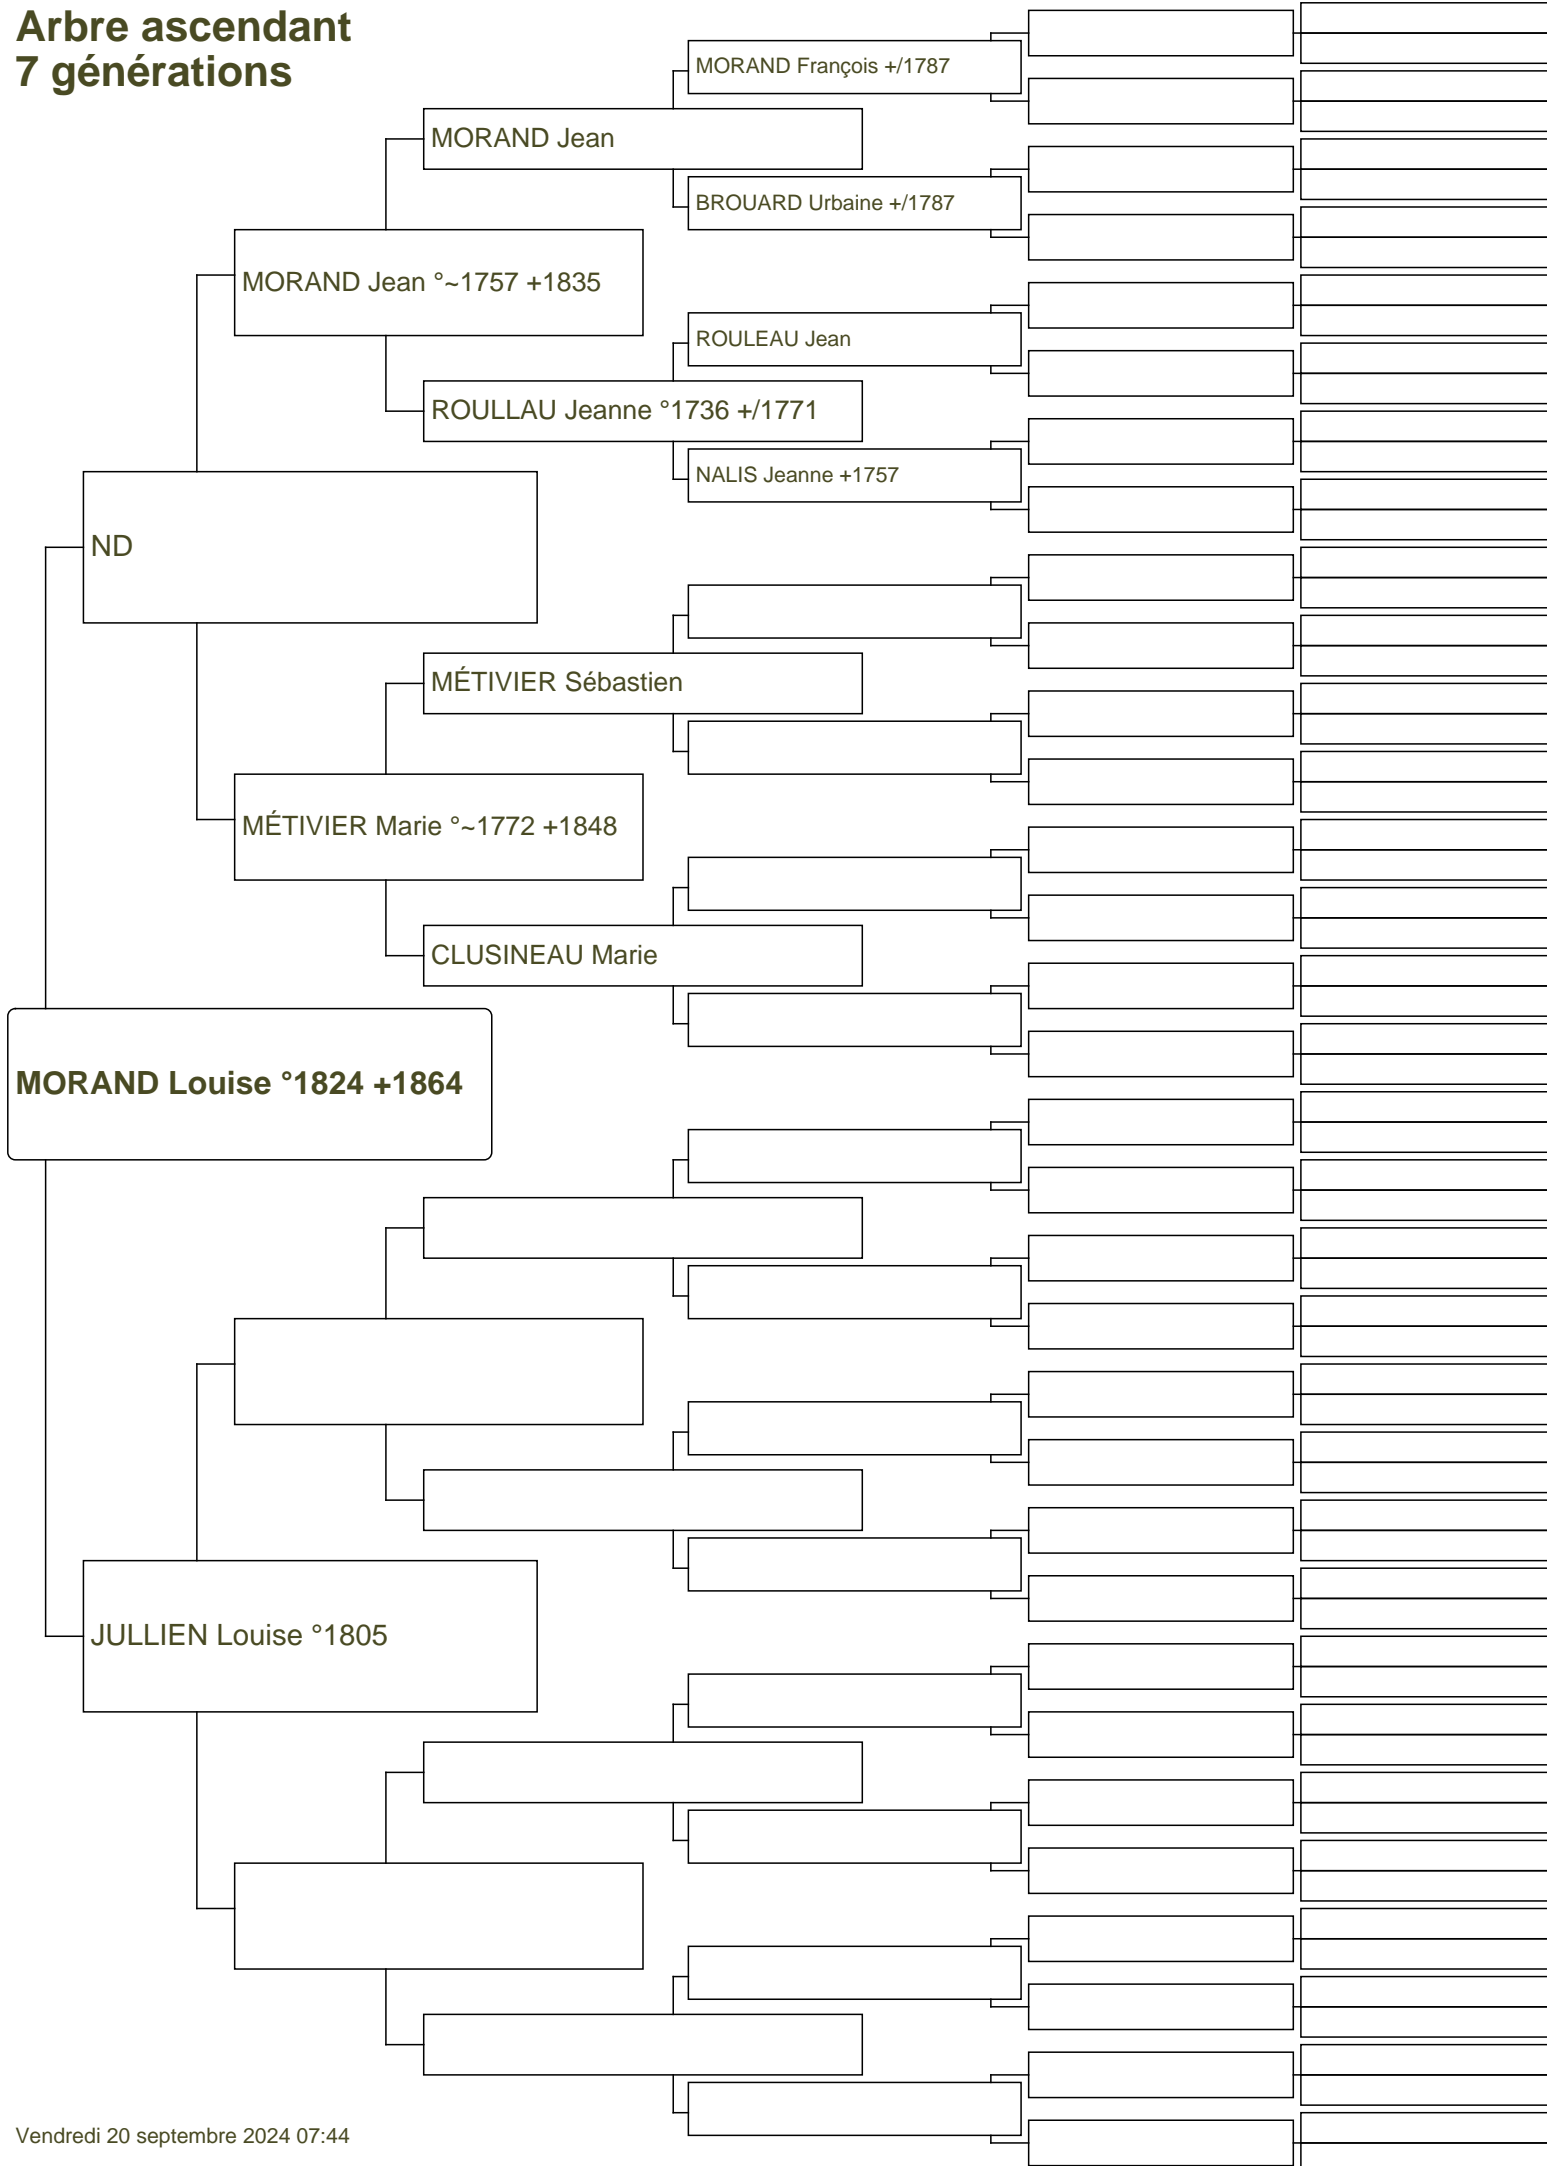 Arbre ascendant
7 générations
MORAND François +/1787
MORAND Jean
BROUARD Urbaine +/1787
MORAND Jean °~1757 +1835
ROULEAU Jean
ROULLAU Jeanne °1736 +/1771
NALIS Jeanne +1757
ND
MÉTIVIER Sébastien
MÉTIVIER Marie °~1772 +1848
CLUSINEAU Marie
MORAND Louise °1824 +1864
JULLIEN Louise °1805
Vendredi 20 septembre 2024 07:44